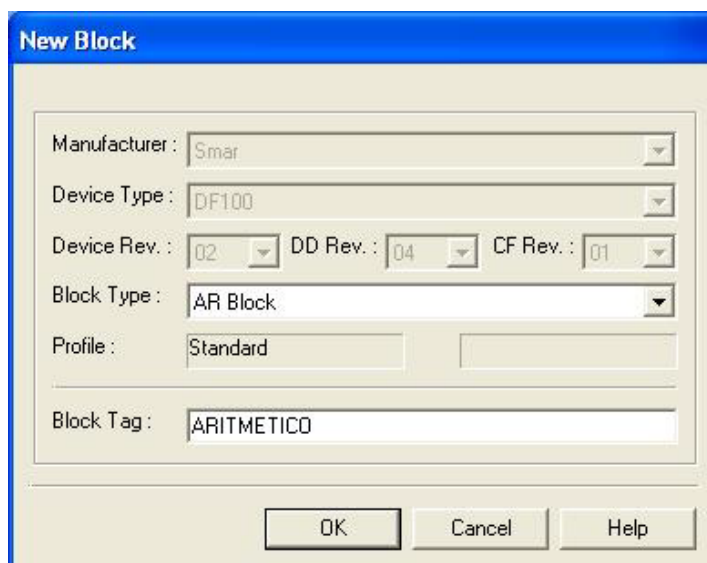 New Block
Manufacturer : Smar
Device Type : DF100
Device Rev. : 02 DD Rev. : 04 CF Rev. : 01
Block Type : AR Block
Profile : Standard
Block Tag : ARITMETICO
OK Cancel Help